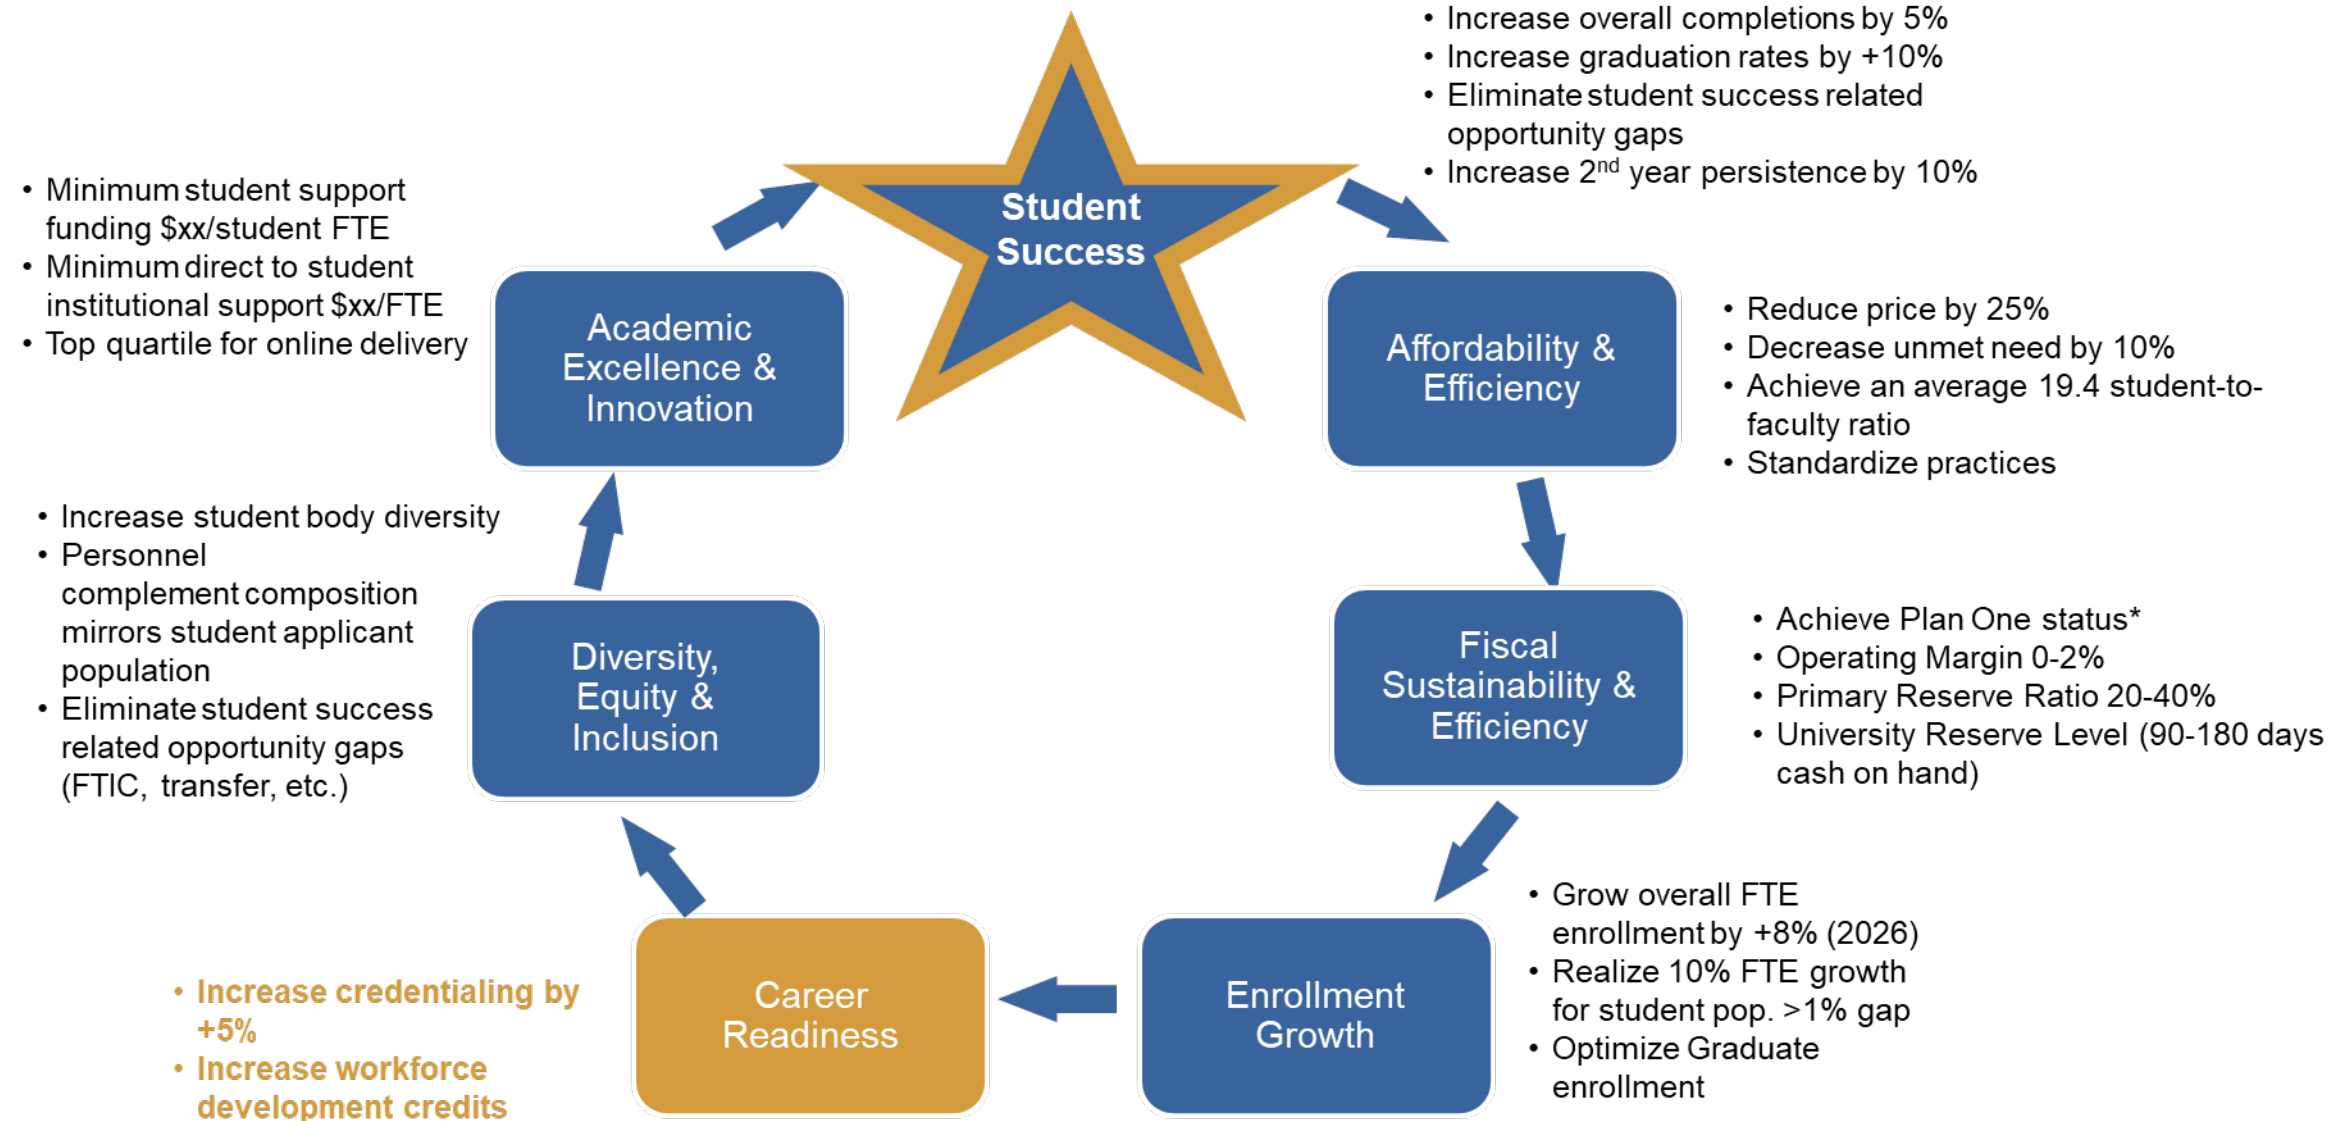 • Increase overall completions by 5%
• Increase graduation rates by +10%
• Eliminate student success related
opportunity gaps
• Increase 2nd year persistence by 10%
Student
Success
• Minimum student support
funding $xx/student FTE
• Minimum direct to student
institutional support $xx/FTE
• Top quartile for online delivery
Academic
Excellence &
Innovation
Affordability &
Efficiency
• Reduce price by 25%
• Decrease unmet need by 10%
• Achieve an average 19.4 student-to-
faculty ratio
• Standardize practices
• Increase student body diversity
• Personnel
complement composition
mirrors student applicant
population
• Eliminate student success
related opportunity gaps
(FTIC, transfer, etc.)
Diversity,
Equity &
Inclusion
Fiscal
Sustainability &
Efficiency
• Achieve Plan One status*
• Operating Margin 0-2%
• Primary Reserve Ratio 20-40%
• University Reserve Level (90-180 days
cash on hand)
• Increase credentialing by
+5%
• Increase workforce
development credits
Career
Readiness
Enrollment
Growth
• Grow overall FTE
enrollment by +8% (2026)
• Realize 10% FTE growth
for student pop. >1% gap
• Optimize Graduate
enrollment